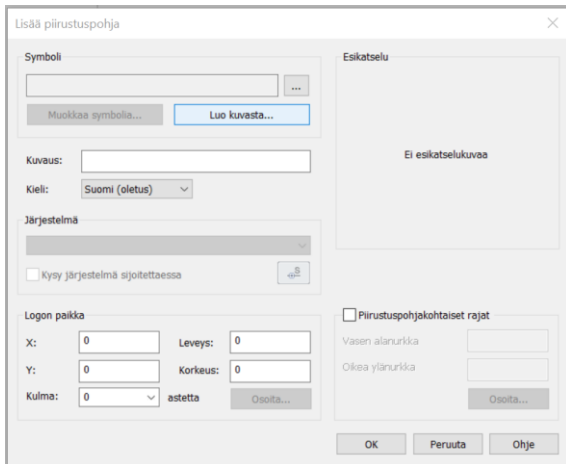 Lisää piirustuspohja
Symboli
...
Muokkaa symbolia...
Luo kuvasta...
Kuvaus:
Kieli:
Suomi (oletus)
Järjestelmä
Kysy järjestelmä sijoitettaessa
S
Logon paikka
X:
0
Leveys:
0
Y:
0
Korkeus:
0
Kulma:
0
astetta
Osoita...
Esikatselu
Ei esikatselukuvaa
Piirustuspohjakohtaiset rajat
Vasen alanurkka
Oikea ylänurkka
Osoita...
OK
Peruuta
Ohje